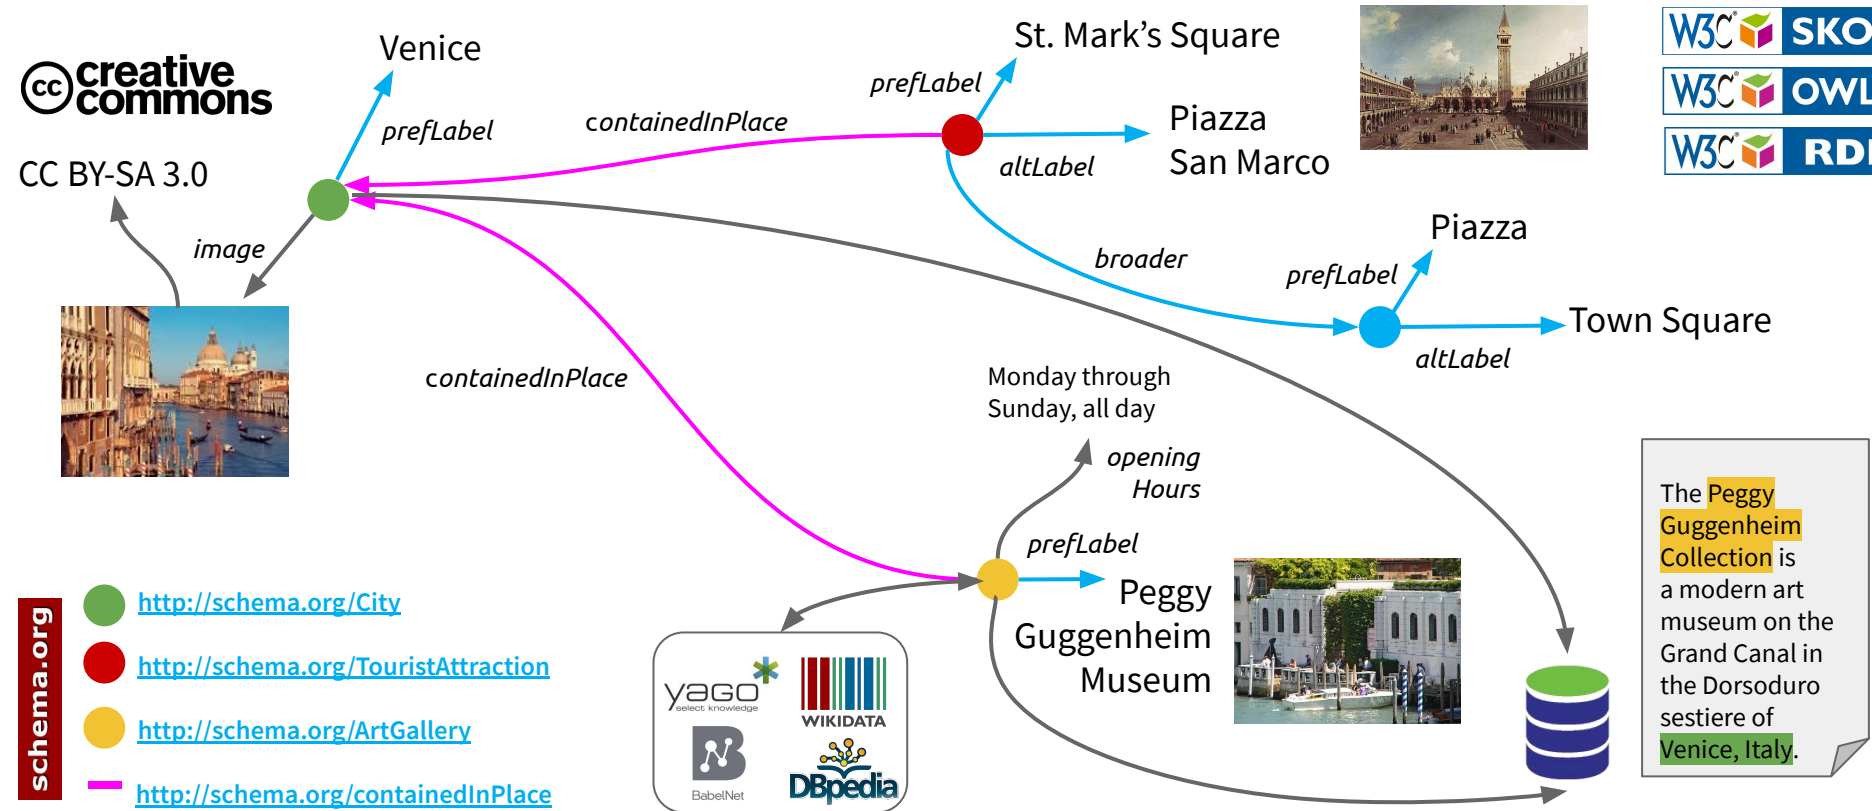 creative
commons
CC BY-SA 3.0
image
Venice
prefLabel
containedInPlace
St. Mark's Square
prefLabel
altLabel
Piazza
San Marco
W3C SKO
W3C OWL
W3C RD
broader
Piazza
prefLabel
Town Square
altLabel
containedInPlace
Monday through
Sunday, all day
opening
Hours
prefLabel
Peggy
Guggenheim
Museum
The Peggy
Guggenheim
Collection is
a modern art
museum on the
Grand Canal in
the Dorsoduro
sestiere of
Venice, Italy.
schema.org
http://schema.org/City
http://schema.org/TouristAttraction
http://schema.org/ArtGallery
http://schema.org/containedInPlace
yago
select knowledge
WIKIDATA
BabelNet
DBpedia